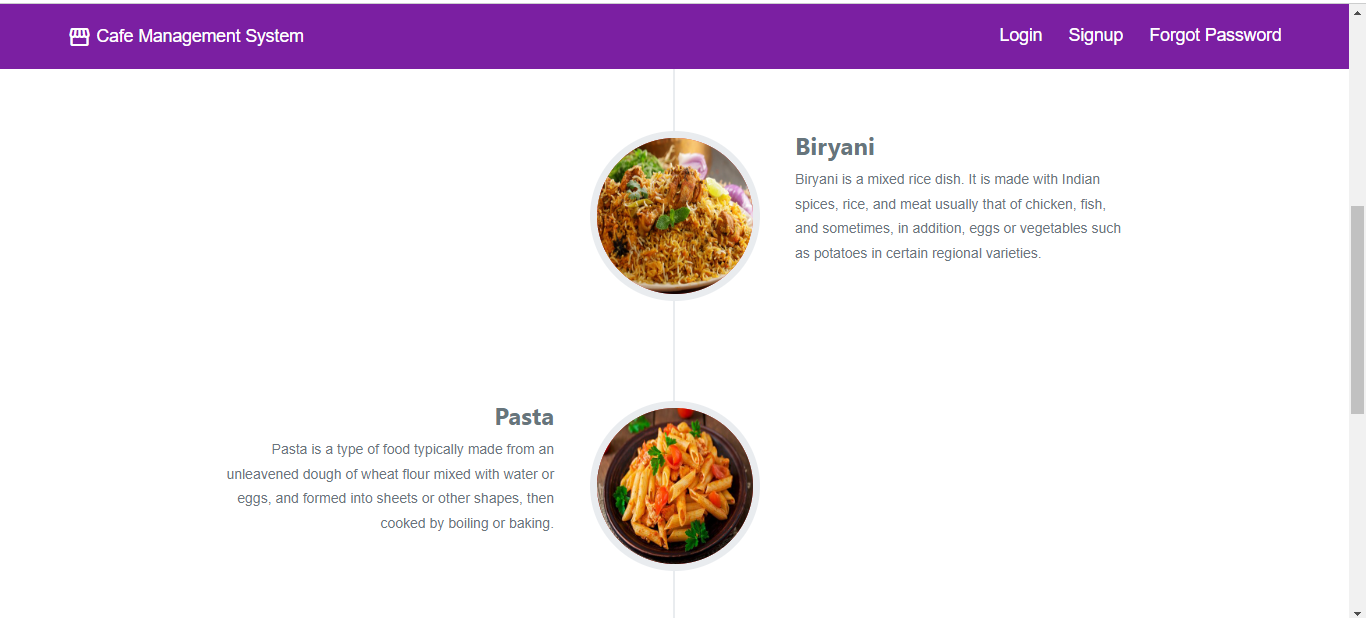 Cafe Management System
Login Signup Forgot Password
Biryani
Biryani is a mixed rice dish. It is made with Indian
spices, rice, and meat usually that of chicken, fish,
and sometimes, in addition, eggs or vegetables such
as potatoes in certain regional varieties.
Pasta
Pasta is a type of food typically made from an
unleavened dough of wheat flour mixed with water or
eggs, and formed into sheets or other shapes, then
cooked by boiling or baking.